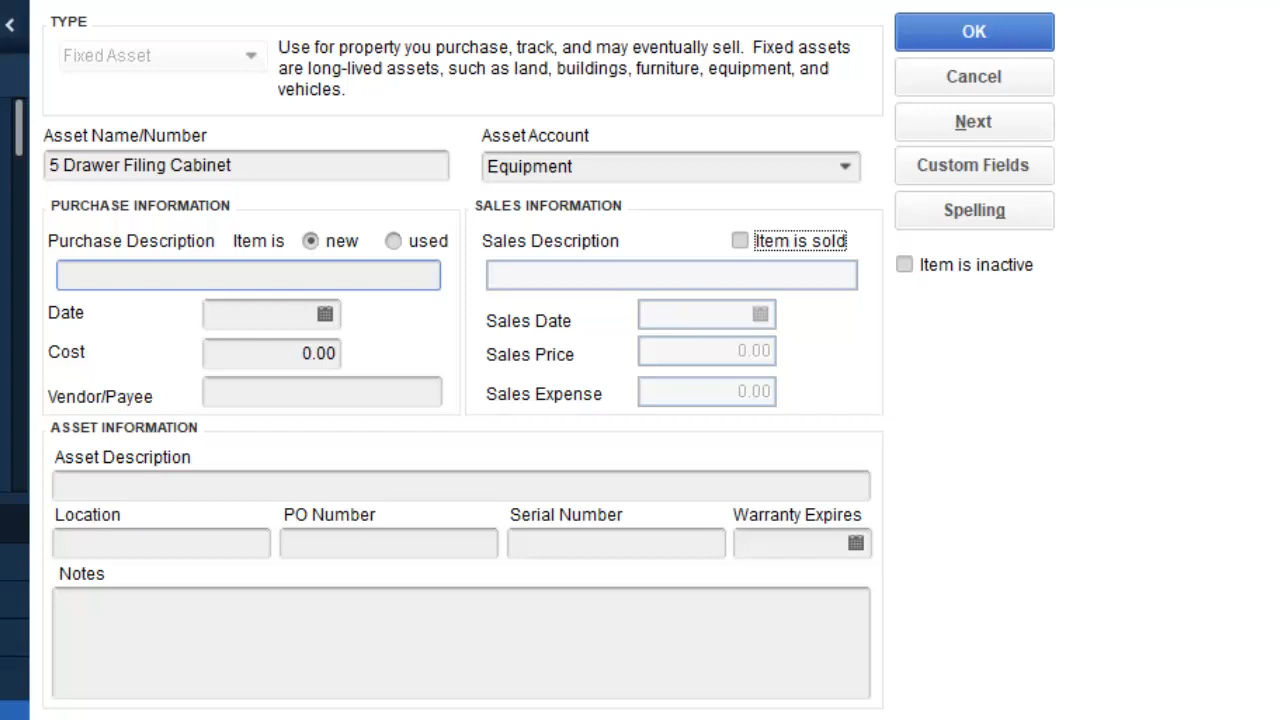 TYPE
Fixed Asset
Use for property you purchase, track, and may eventually sell. Fixed assets
are long-lived assets, such as land, buildings, furniture, equipment, and
vehicles.
OK
Cancel
Next
Custom Fields
Spelling
Item is inactive
Asset Name/Number
5 Drawer Filing Cabinet
Asset Account
Equipment
PURCHASE INFORMATION
Purchase Description Item is new used
Date
Cost 0.00
Vendor/Payee
SALES INFORMATION
Sales Description Item is sold
Sales Date
Sales Price 0.00
Sales Expense 0.00
ASSET INFORMATION
Asset Description
Location PO Number Serial Number Warranty Expires
Notes